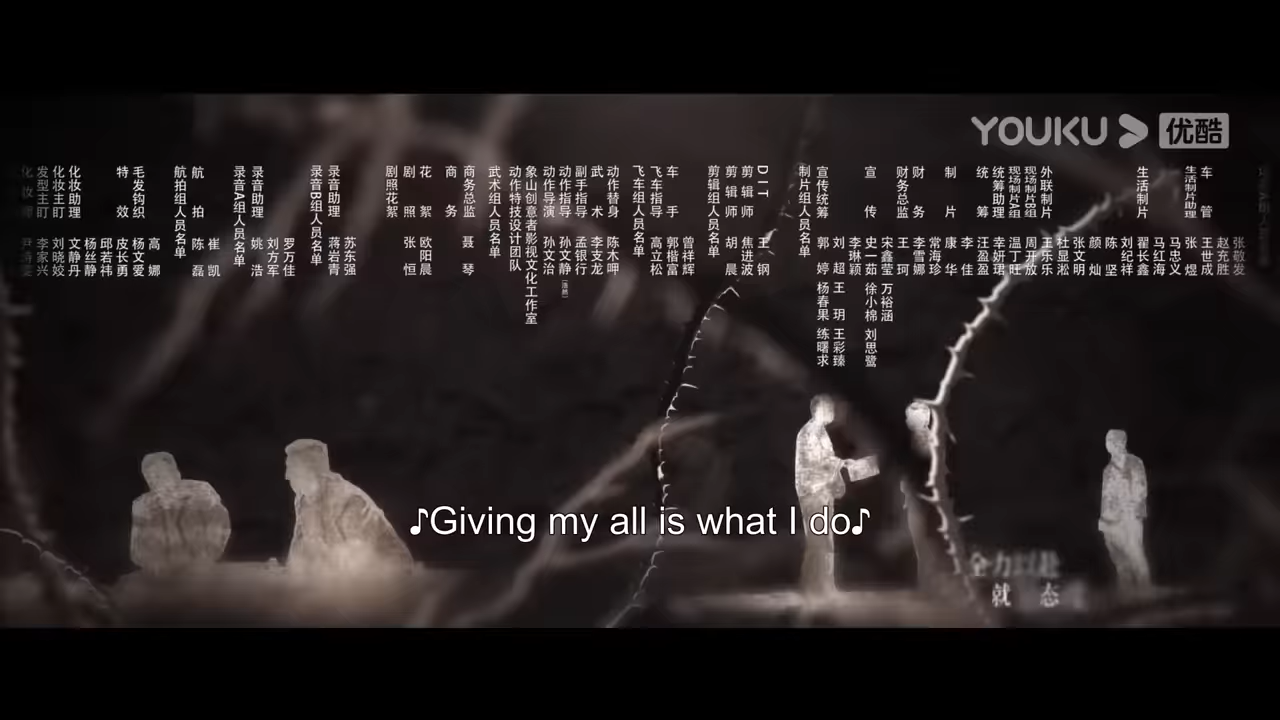 YOUKU 优酷
发型主盯 李家兴
化妆主盯 刘晓姣
化妆助理 文静丹
杨丝静
邱若祎
特效 皮长勇
毛发钩织 杨文爱
高娜
航拍组人员名单
航拍 陈磊
崔凯
录音A组人员名单
录音助理 姚浩
刘方军
罗万佳
录音B组人员名单
录音助理 蒋岩青
苏东强
剧照花絮
剧照 张恒
花絮 欧阳晨
商务
商务总监 聂琴
武术组人员名单
动作特技设计团队
象山创意者影视文化工作室
动作导演 孙文治
动作指导 孙文静
副手指导 孟银行
武术 李支龙
动作替身 陈木呷
飞车组人员名单
飞车指导 高立松
车手 郭楷富
曾祥辉
剪辑组人员名单
剪辑师 胡晨
剪辑师 焦进波
DIT 王钢
制片组人员名单
宣传统筹 郭婷 杨春果 练曙求
刘超 王玥 王彩臻
李琳颖
宣传 史一茹 徐小棉 刘思鹭
宋鑫莹 万裕涵
财务总监 王珂
财务 李雪娜
常海珍
制片 康华
李佳
统筹 汪盈盈
统筹助理 幸妍珺
现场制片A组 温丁旺
现场制片B组 周开放
外联制片 王乐乐
杜显淞
张文明
颜灿
陈坚
刘纪祥
生活制片 翟长鑫
马红海
马忠义
生活制片助理 张煜
车管 王世成
赵充胜
张敬发
♪Giving my all is what I do♪
全力以赴
就 态